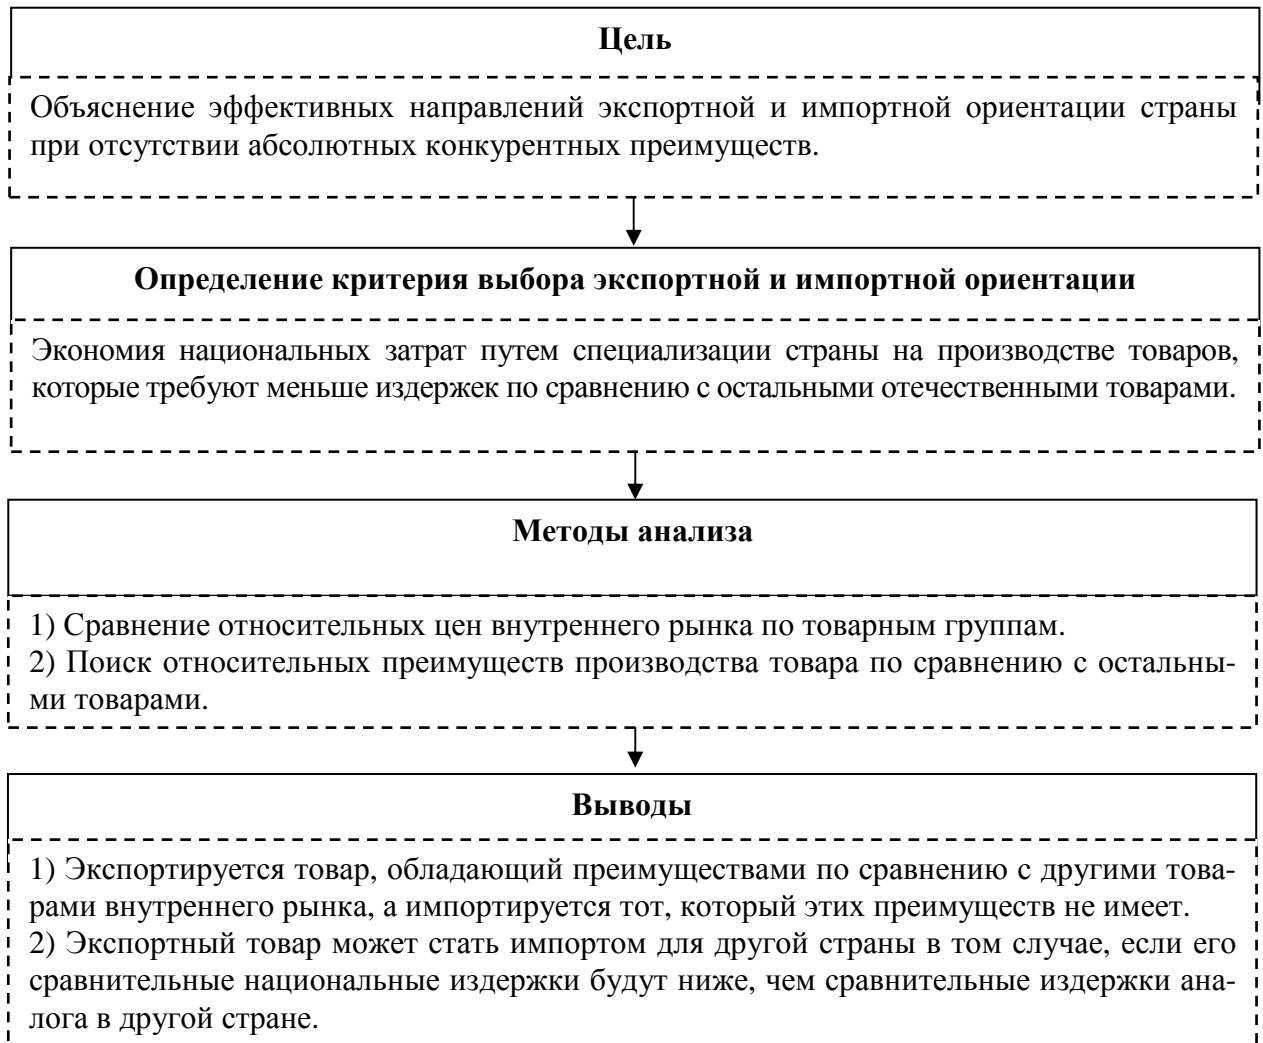 Цель
Объяснение эффективных направлений экспортной и импортной ориентации страны
при отсутствии абсолютных конкурентных преимуществ.
Определение критерия выбора экспортной и импортной ориентации
Экономия национальных затрат путем специализации страны на производстве товаров,
которые требуют меньше издержек по сравнению с остальными отечественными товарами.
Методы анализа
1) Сравнение относительных цен внутреннего рынка по товарным группам.
2) Поиск относительных преимуществ производства товара по сравнению с остальны-
ми товарами.
Выводы
1) Экспортируется товар, обладающий преимуществами по сравнению с другими това-
рами внутреннего рынка, а импортируется тот, который этих преимуществ не имеет.
2) Экспортный товар может стать импортом для другой страны в том случае, если его
сравнительные национальные издержки будут ниже, чем сравнительные издержки ана-
лога в другой стране.